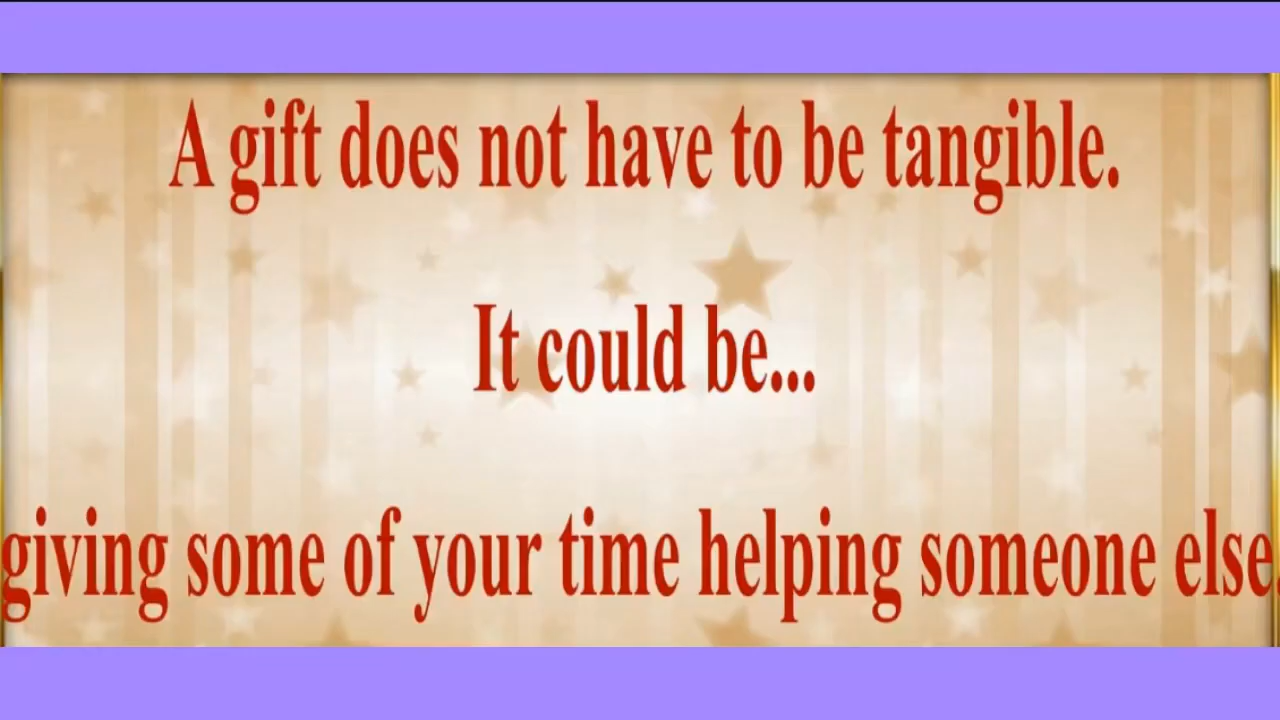 A gift does not have to be tangible.
It could be...
giving some of your time helping someone else.